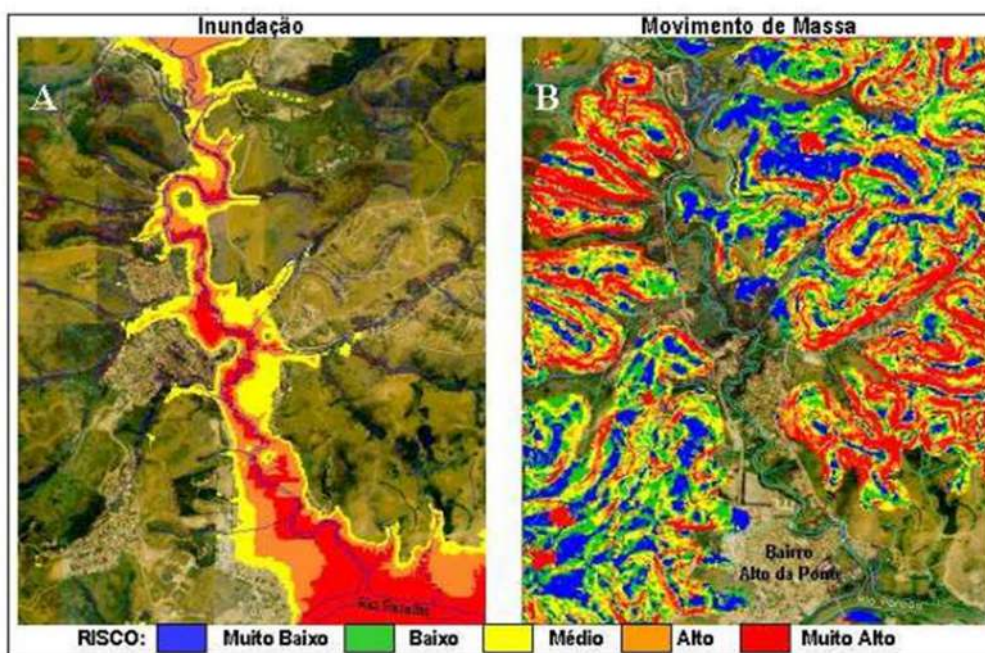 Inundação
Movimento de Massa
A
B
Bairro
Alto da Ponte
RISCO: Muito Baixo Baixo Médio Alto Muito Alto